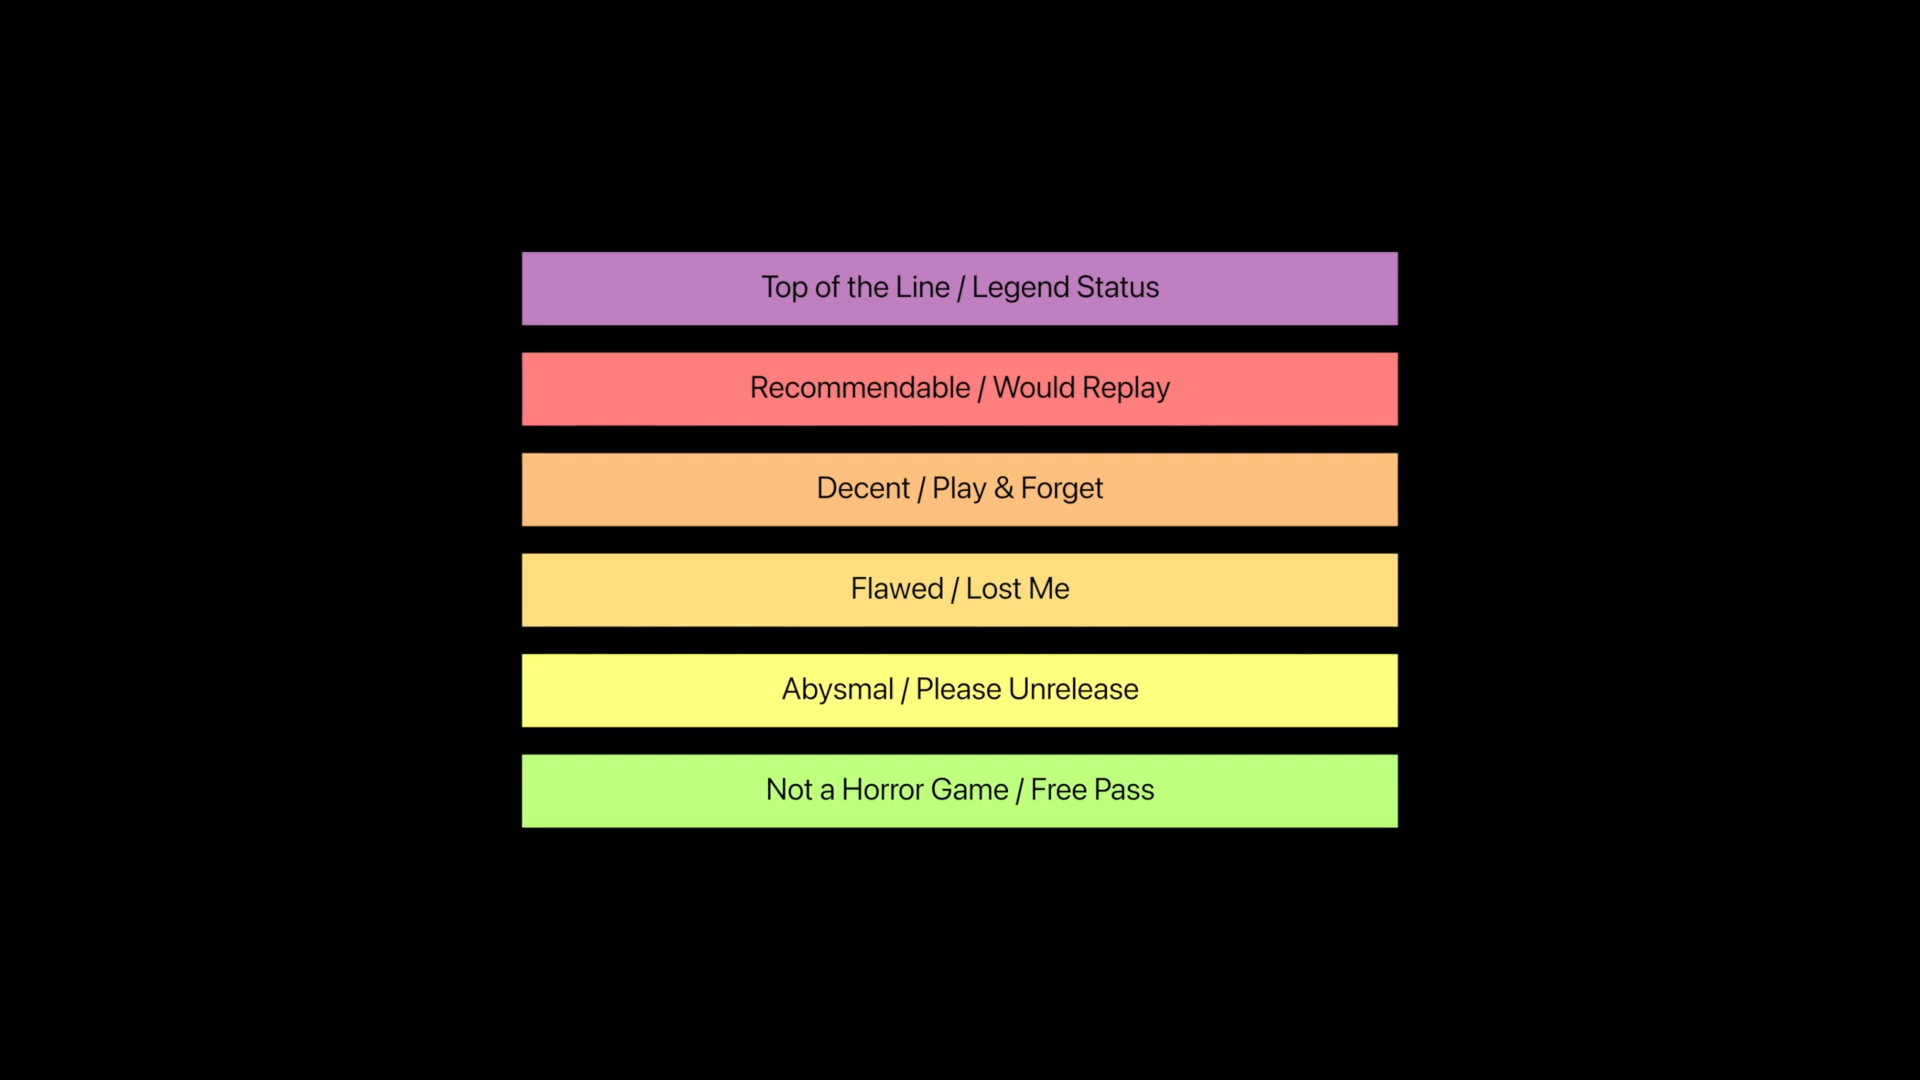 Top of the Line / Legend Status
Recommendable / Would Replay
Decent / Play & Forget
Flawed / Lost Me
Abysmal / Please Unrelease
Not a Horror Game / Free Pass